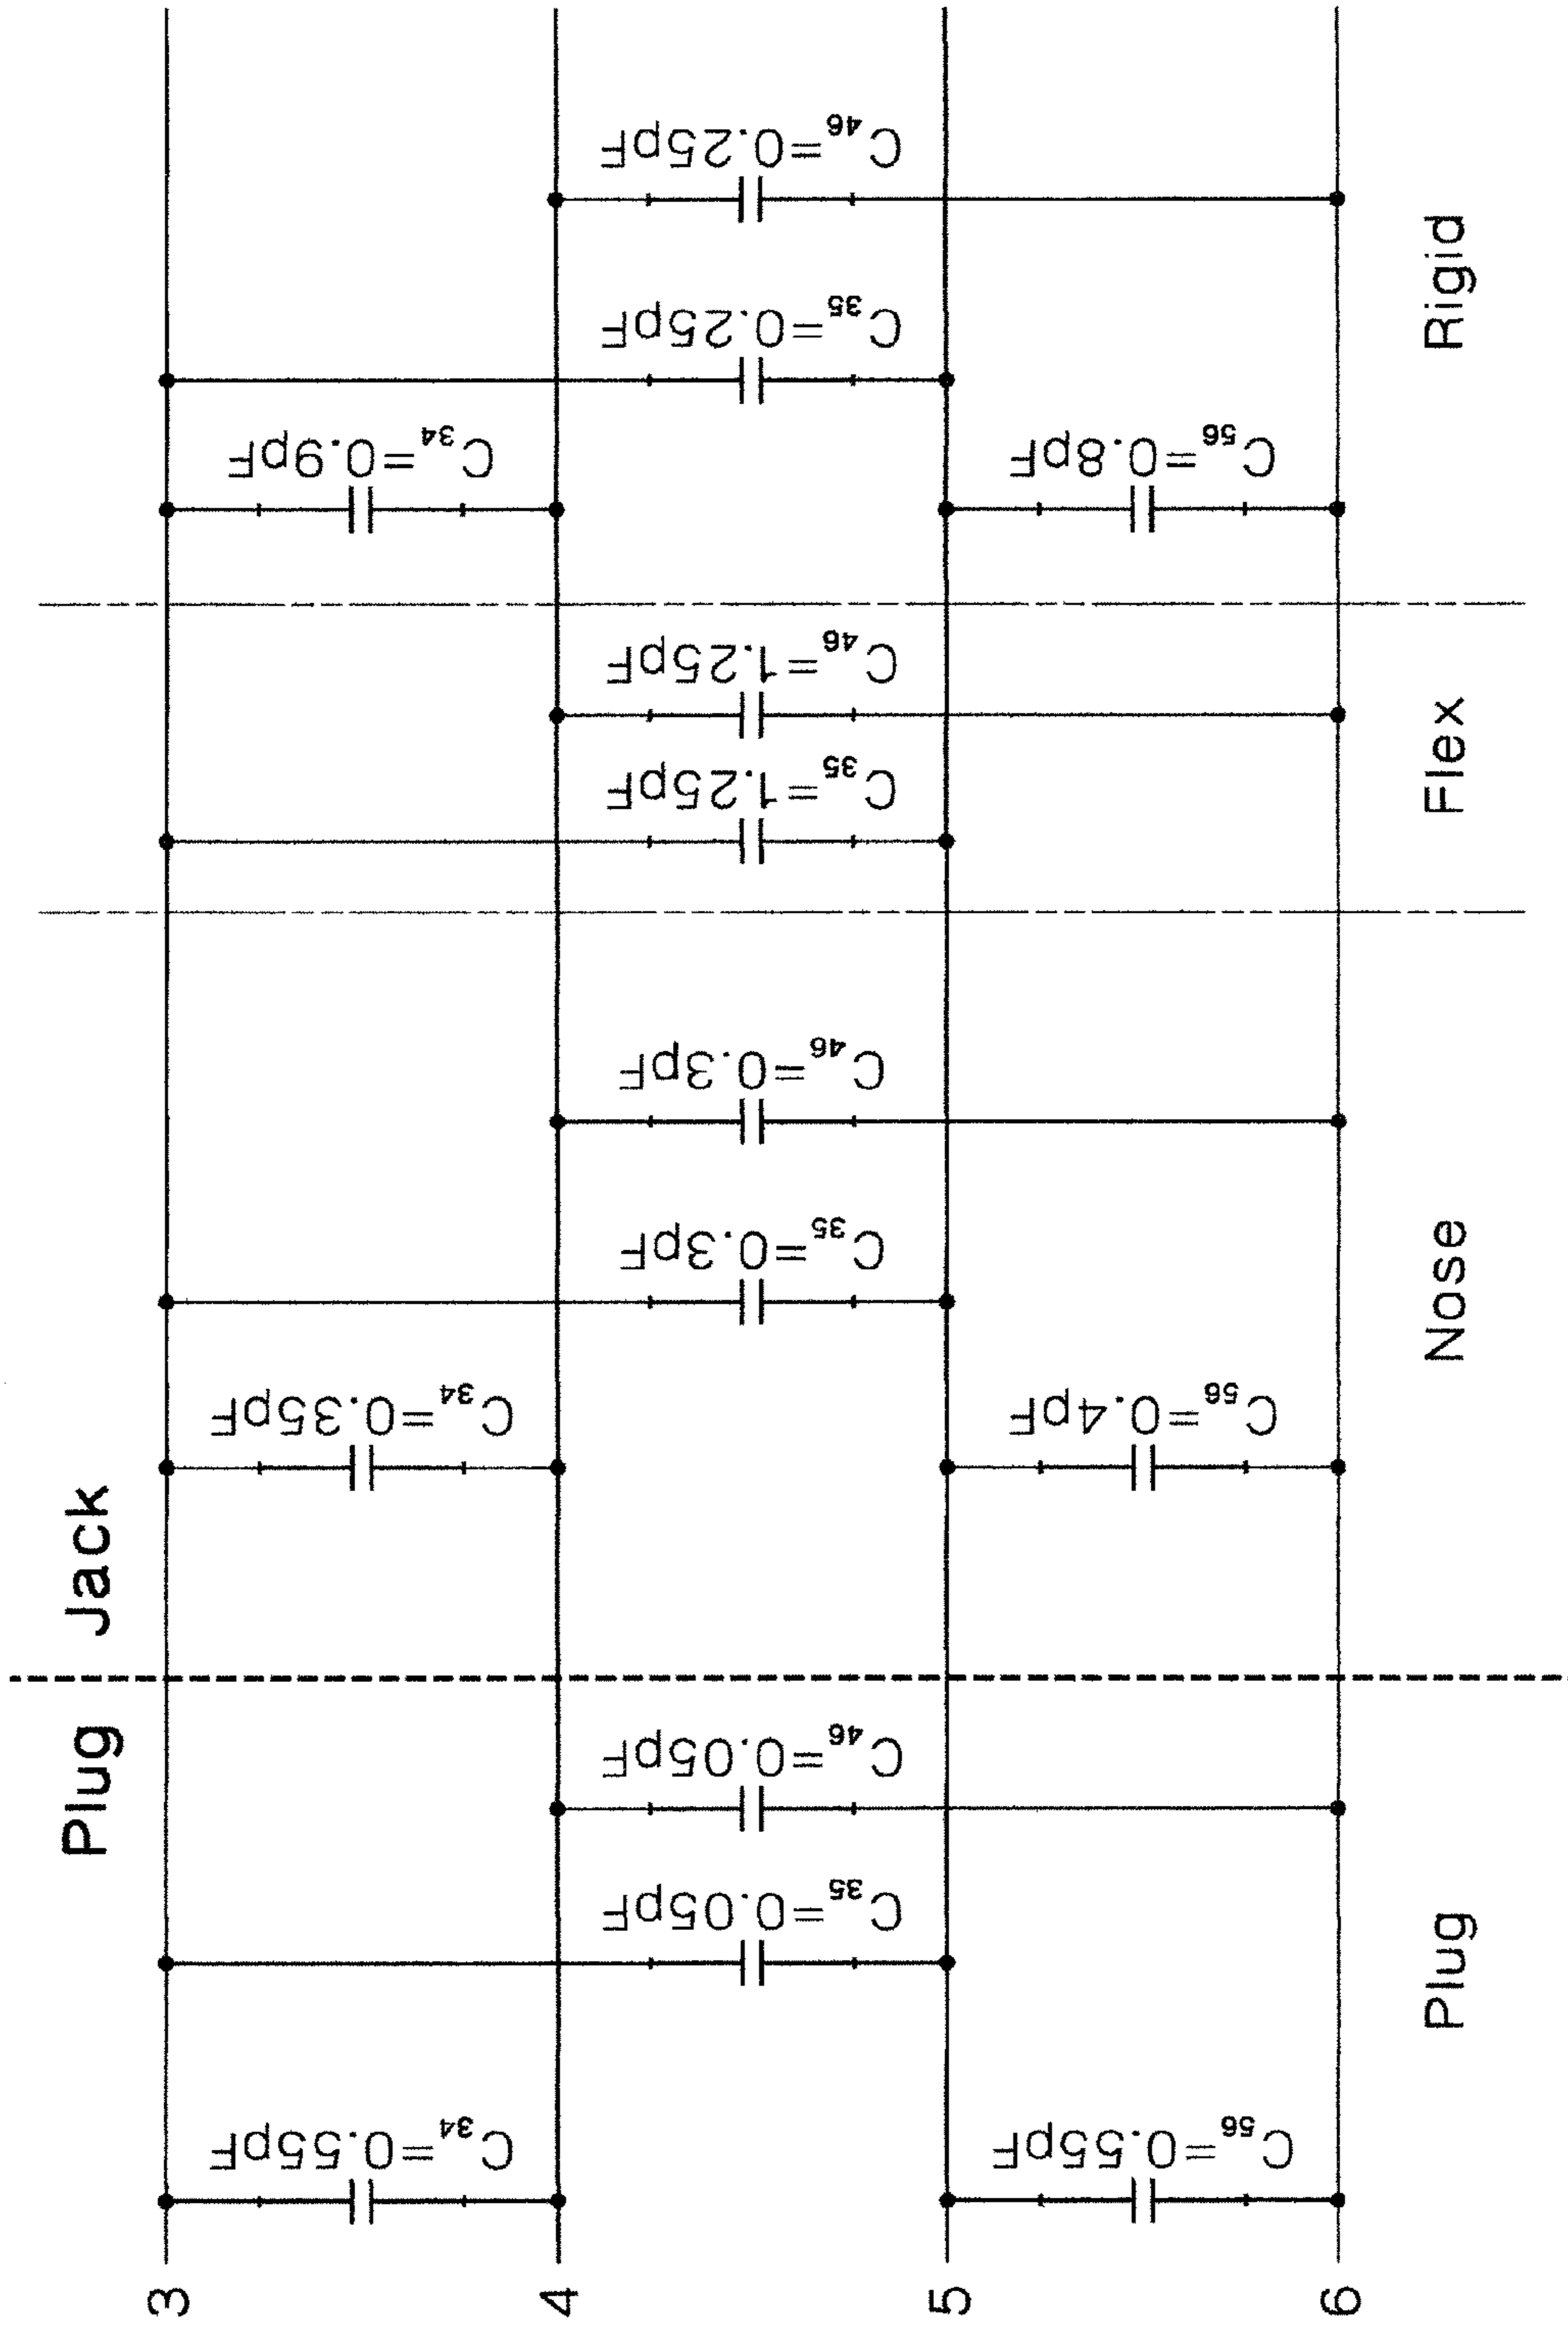 Plug Jack
3
4
5
6
C34=0.55pF
C56=0.55pF
C35=0.05pF
C46=0.05pF
C34=0.35pF
C56=0.4pF
C35=0.3pF
C46=0.3pF
C35=1.25pF
C46=1.25pF
C34=0.9pF
C56=0.8pF
C35=0.25pF
C46=0.25pF
Plug Nose Flex Rigid